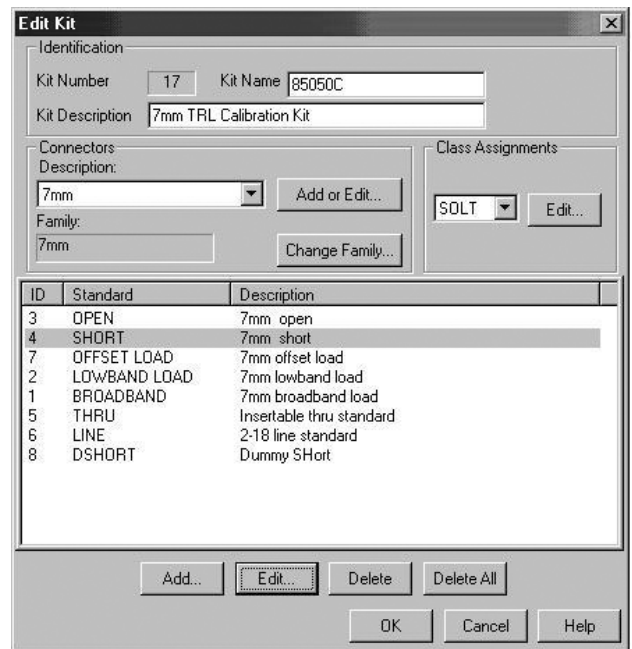 Edit Kit
Identification
Kit Number 17 Kit Name 85050C
Kit Description 7mm TRL Calibration Kit
Connectors
Description:
7mm
Add or Edit...
Family:
7mm
Change Family...
Class Assignments
SOLT Edit...
ID Standard Description
3 OPEN 7mm open
4 SHORT 7mm short
7 OFFSET LOAD 7mm offset load
2 LOWBAND LOAD 7mm lowband load
1 BROADBAND 7mm broadband load
5 THRU Insertable thru standard
6 LINE 2-18 line standard
8 DSHORT Dummy SHort
Add... Edit... Delete Delete All
OK Cancel Help